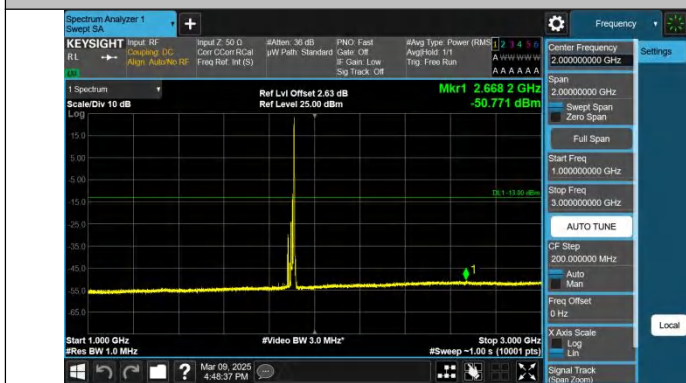 Spectrum Analyzer 1
Swept SA
Frequency
KEYSIGHT Input: RF Input Z: 50 Ω #Atten: 36 dB PNO: Fast #Avg Type: Power (RMS) 1 2 3 4 5 6
RL Coupling: DC Corr CCorr RCal µW Path: Standard Gate: Off Avg|Hold: 1/1 A W W W W W
Align: Auto/No RF Freq Ref: Int (S) IF Gain: Low Trig: Free Run
Sig Track: Off A A A A A A
Center Frequency
2.000000000 GHz
Settings
1 Spectrum
Ref Lvl Offset 2.63 dB Mkr1 2.668 2 GHz
Scale/Div 10 dB Ref Level 25.00 dBm -50.771 dBm
Log
15.0
5.00
-5.00
-15.0
-25.0
-35.0
-45.0
-55.0
-65.0
DL1 -13.00 dBm
1
Start 1.000 GHz #Video BW 3.0 MHz* Stop 3.000 GHz
#Res BW 1.0 MHz #Sweep ~1.00 s (10001 pts)
Span
2.00000000 GHz
Swept Span
Zero Span
Full Span
Start Freq
1.000000000 GHz
Stop Freq
3.000000000 GHz
AUTO TUNE
CF Step
200.000000 MHz
Auto
Man
Freq Offset
0 Hz
X Axis Scale
Log
Lin
Signal Track
(Span Zoom)
Local
? Mar 09, 2025
4:48:37 PM